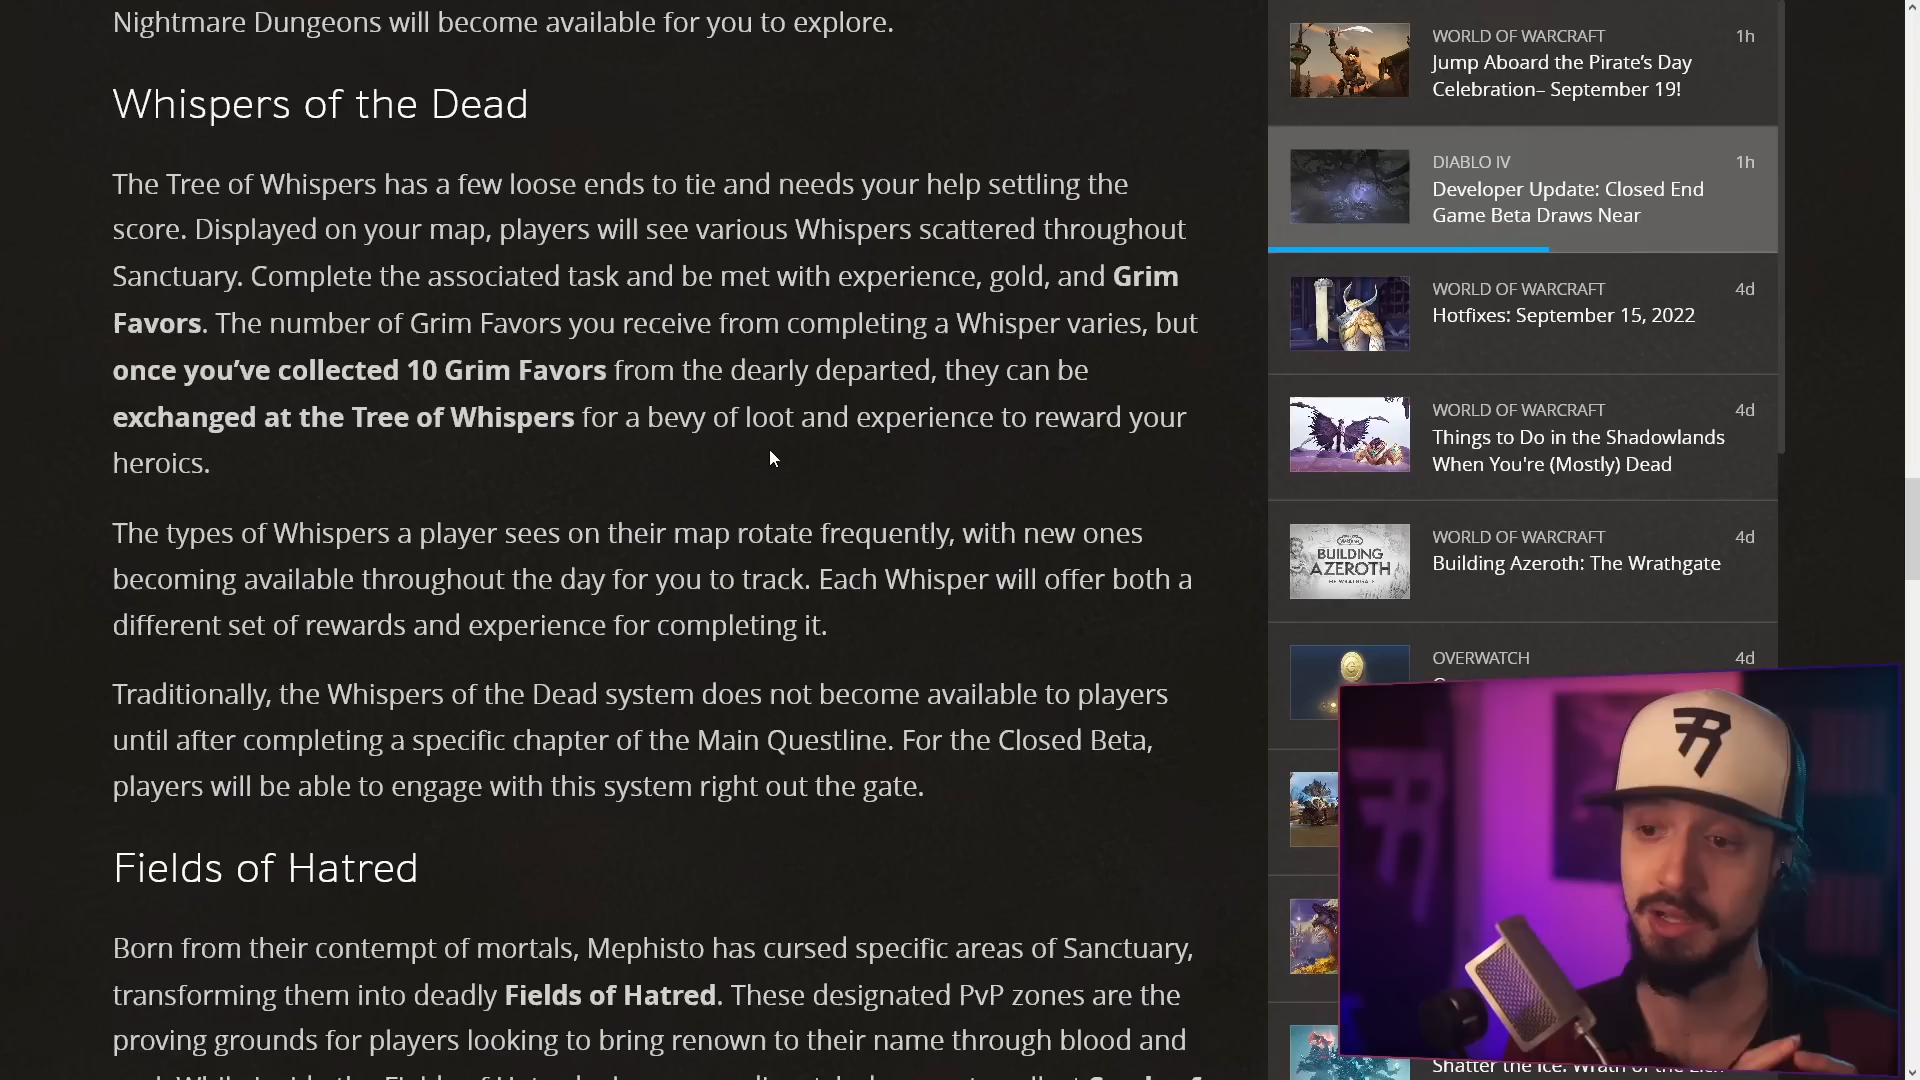 Nightmare Dungeons will become available for you to explore.
Whispers of the Dead
The Tree of Whispers has a few loose ends to tie and needs your help settling the
score. Displayed on your map, players will see various Whispers scattered throughout
Sanctuary. Complete the associated task and be met with experience, gold, and Grim
Favors. The number of Grim Favors you receive from completing a Whisper varies, but
once you’ve collected 10 Grim Favors from the dearly departed, they can be
exchanged at the Tree of Whispers for a bevy of loot and experience to reward your
heroics.
The types of Whispers a player sees on their map rotate frequently, with new ones
becoming available throughout the day for you to track. Each Whisper will offer both a
different set of rewards and experience for completing it.
Traditionally, the Whispers of the Dead system does not become available to players
until after completing a specific chapter of the Main Questline. For the Closed Beta,
players will be able to engage with this system right out the gate.
Fields of Hatred
Born from their contempt of mortals, Mephisto has cursed specific areas of Sanctuary,
transforming them into deadly Fields of Hatred. These designated PvP zones are the
proving grounds for players looking to bring renown to their name through blood and
WORLD OF WARCRAFT 1h
Jump Aboard the Pirate’s Day
Celebration– September 19!
DIABLO IV 1h
Developer Update: Closed End
Game Beta Draws Near
WORLD OF WARCRAFT 4d
Hotfixes: September 15, 2022
WORLD OF WARCRAFT 4d
Things to Do in the Shadowlands
When You're (Mostly) Dead
BUILDING
AZEROTH
WORLD OF WARCRAFT 4d
Building Azeroth: The Wrathgate
OVERWATCH 4d
Shatter the Ice: Wrath of the Lich